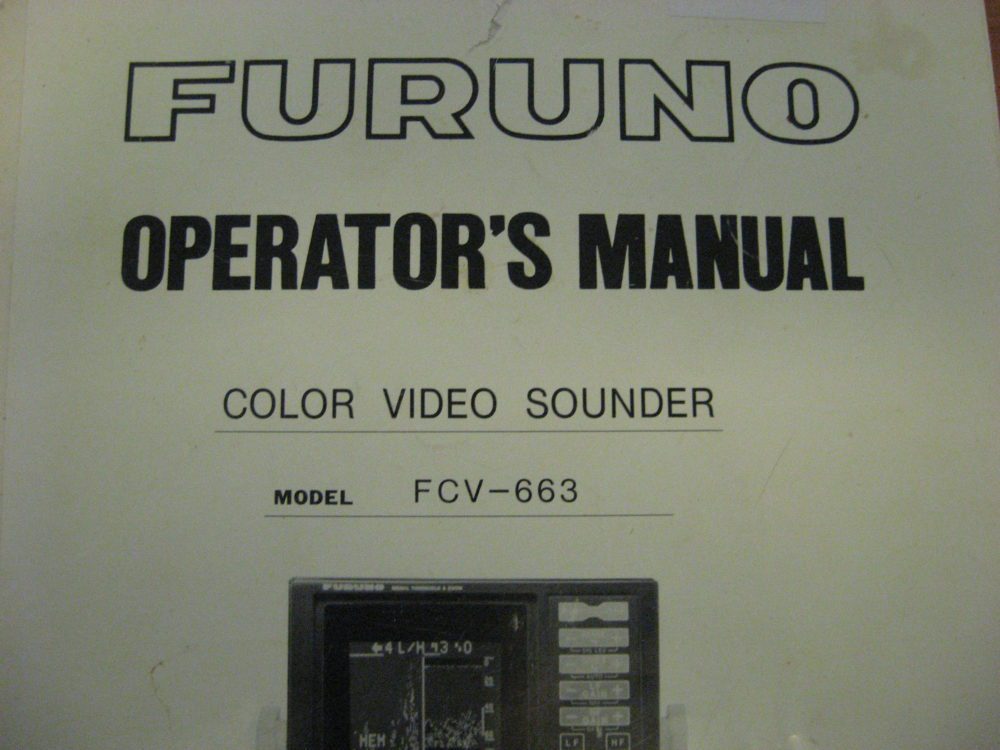 FURUNO
OPERATOR'S MANUAL
COLOR VIDEO SOUNDER
MODEL FCV-663
FURUNO
MEM
LF HF